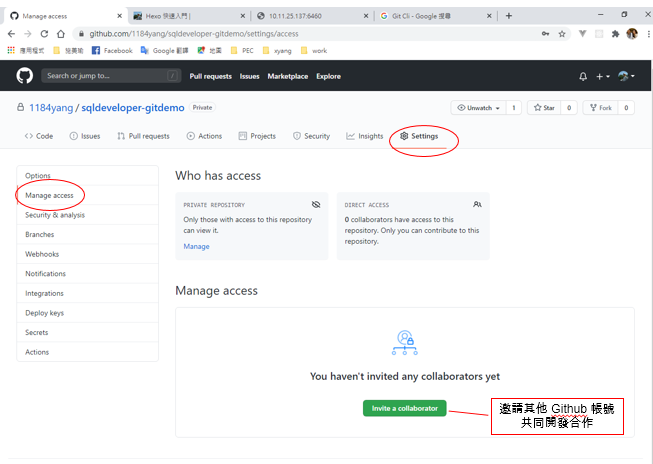 Manage access
Hexo 快速入門 |
10.11.25.137:6460
Git Cli - Google 搜尋
github.com/1184yang/sqldeveloper-gitdemo/settings/access
應用程式
Facebook
Google 翻譯
地圖
PEC
xyang
work
Search or jump to...
/
Pull requests
Issues
Marketplace
Explore
1184yang / sqldeveloper-gitdemo
Private
Unwatch
1
Star
0
Fork
0
Code
Issues
Pull requests
Actions
Projects
Security
Insights
Settings
Options
Manage access
Security & analysis
Branches
Webhooks
Notifications
Integrations
Deploy keys
Secrets
Actions
Who has access
PRIVATE REPOSITORY
Only those with access to this repository
can view it.
Manage
DIRECT ACCESS
0 collaborators have access to this
repository. Only you can contribute to this
repository.
Manage access
You haven't invited any collaborators yet
Invite a collaborator
邀請其他 Github 帳號
共同開發合作